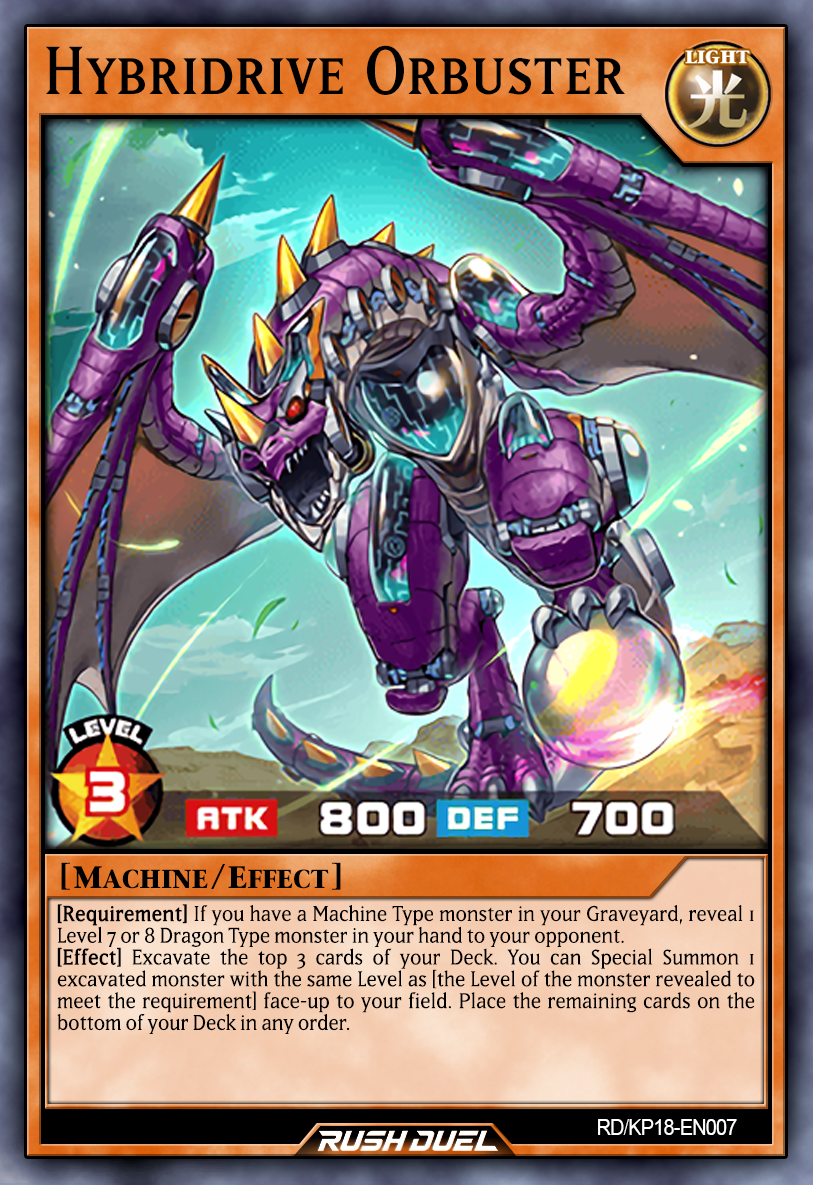 Hybridrive Orbuster
LIGHT
光
LEVEL
3
ATK 800 DEF 700
[Machine/Effect]
[Requirement] If you have a Machine Type monster in your Graveyard, reveal 1
Level 7 or 8 Dragon Type monster in your hand to your opponent.
[Effect] Excavate the top 3 cards of your Deck. You can Special Summon 1
excavated monster with the same Level as [the Level of the monster revealed to
meet the requirement] face-up to your field. Place the remaining cards on the
bottom of your Deck in any order.
RD/KP18-EN007
RUSH DUEL